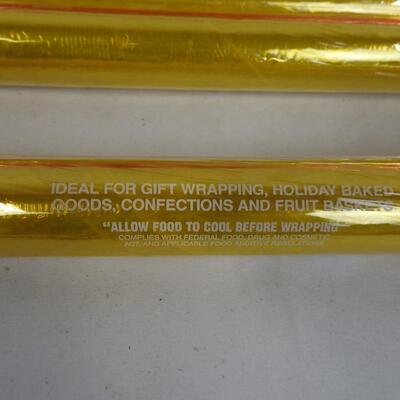 IDEAL FOR GIFT WRAPPING, HOLIDAY BAKED
GOODS, CONFECTIONS AND FRUIT BASKETS
"ALLOW FOOD TO COOL BEFORE WRAPPING"
COMPLIES WITH FEDERAL FOOD, DRUG AND COSMETIC
ACT, AND APPLICABLE FOOD ADDITIVE REGULATIONS